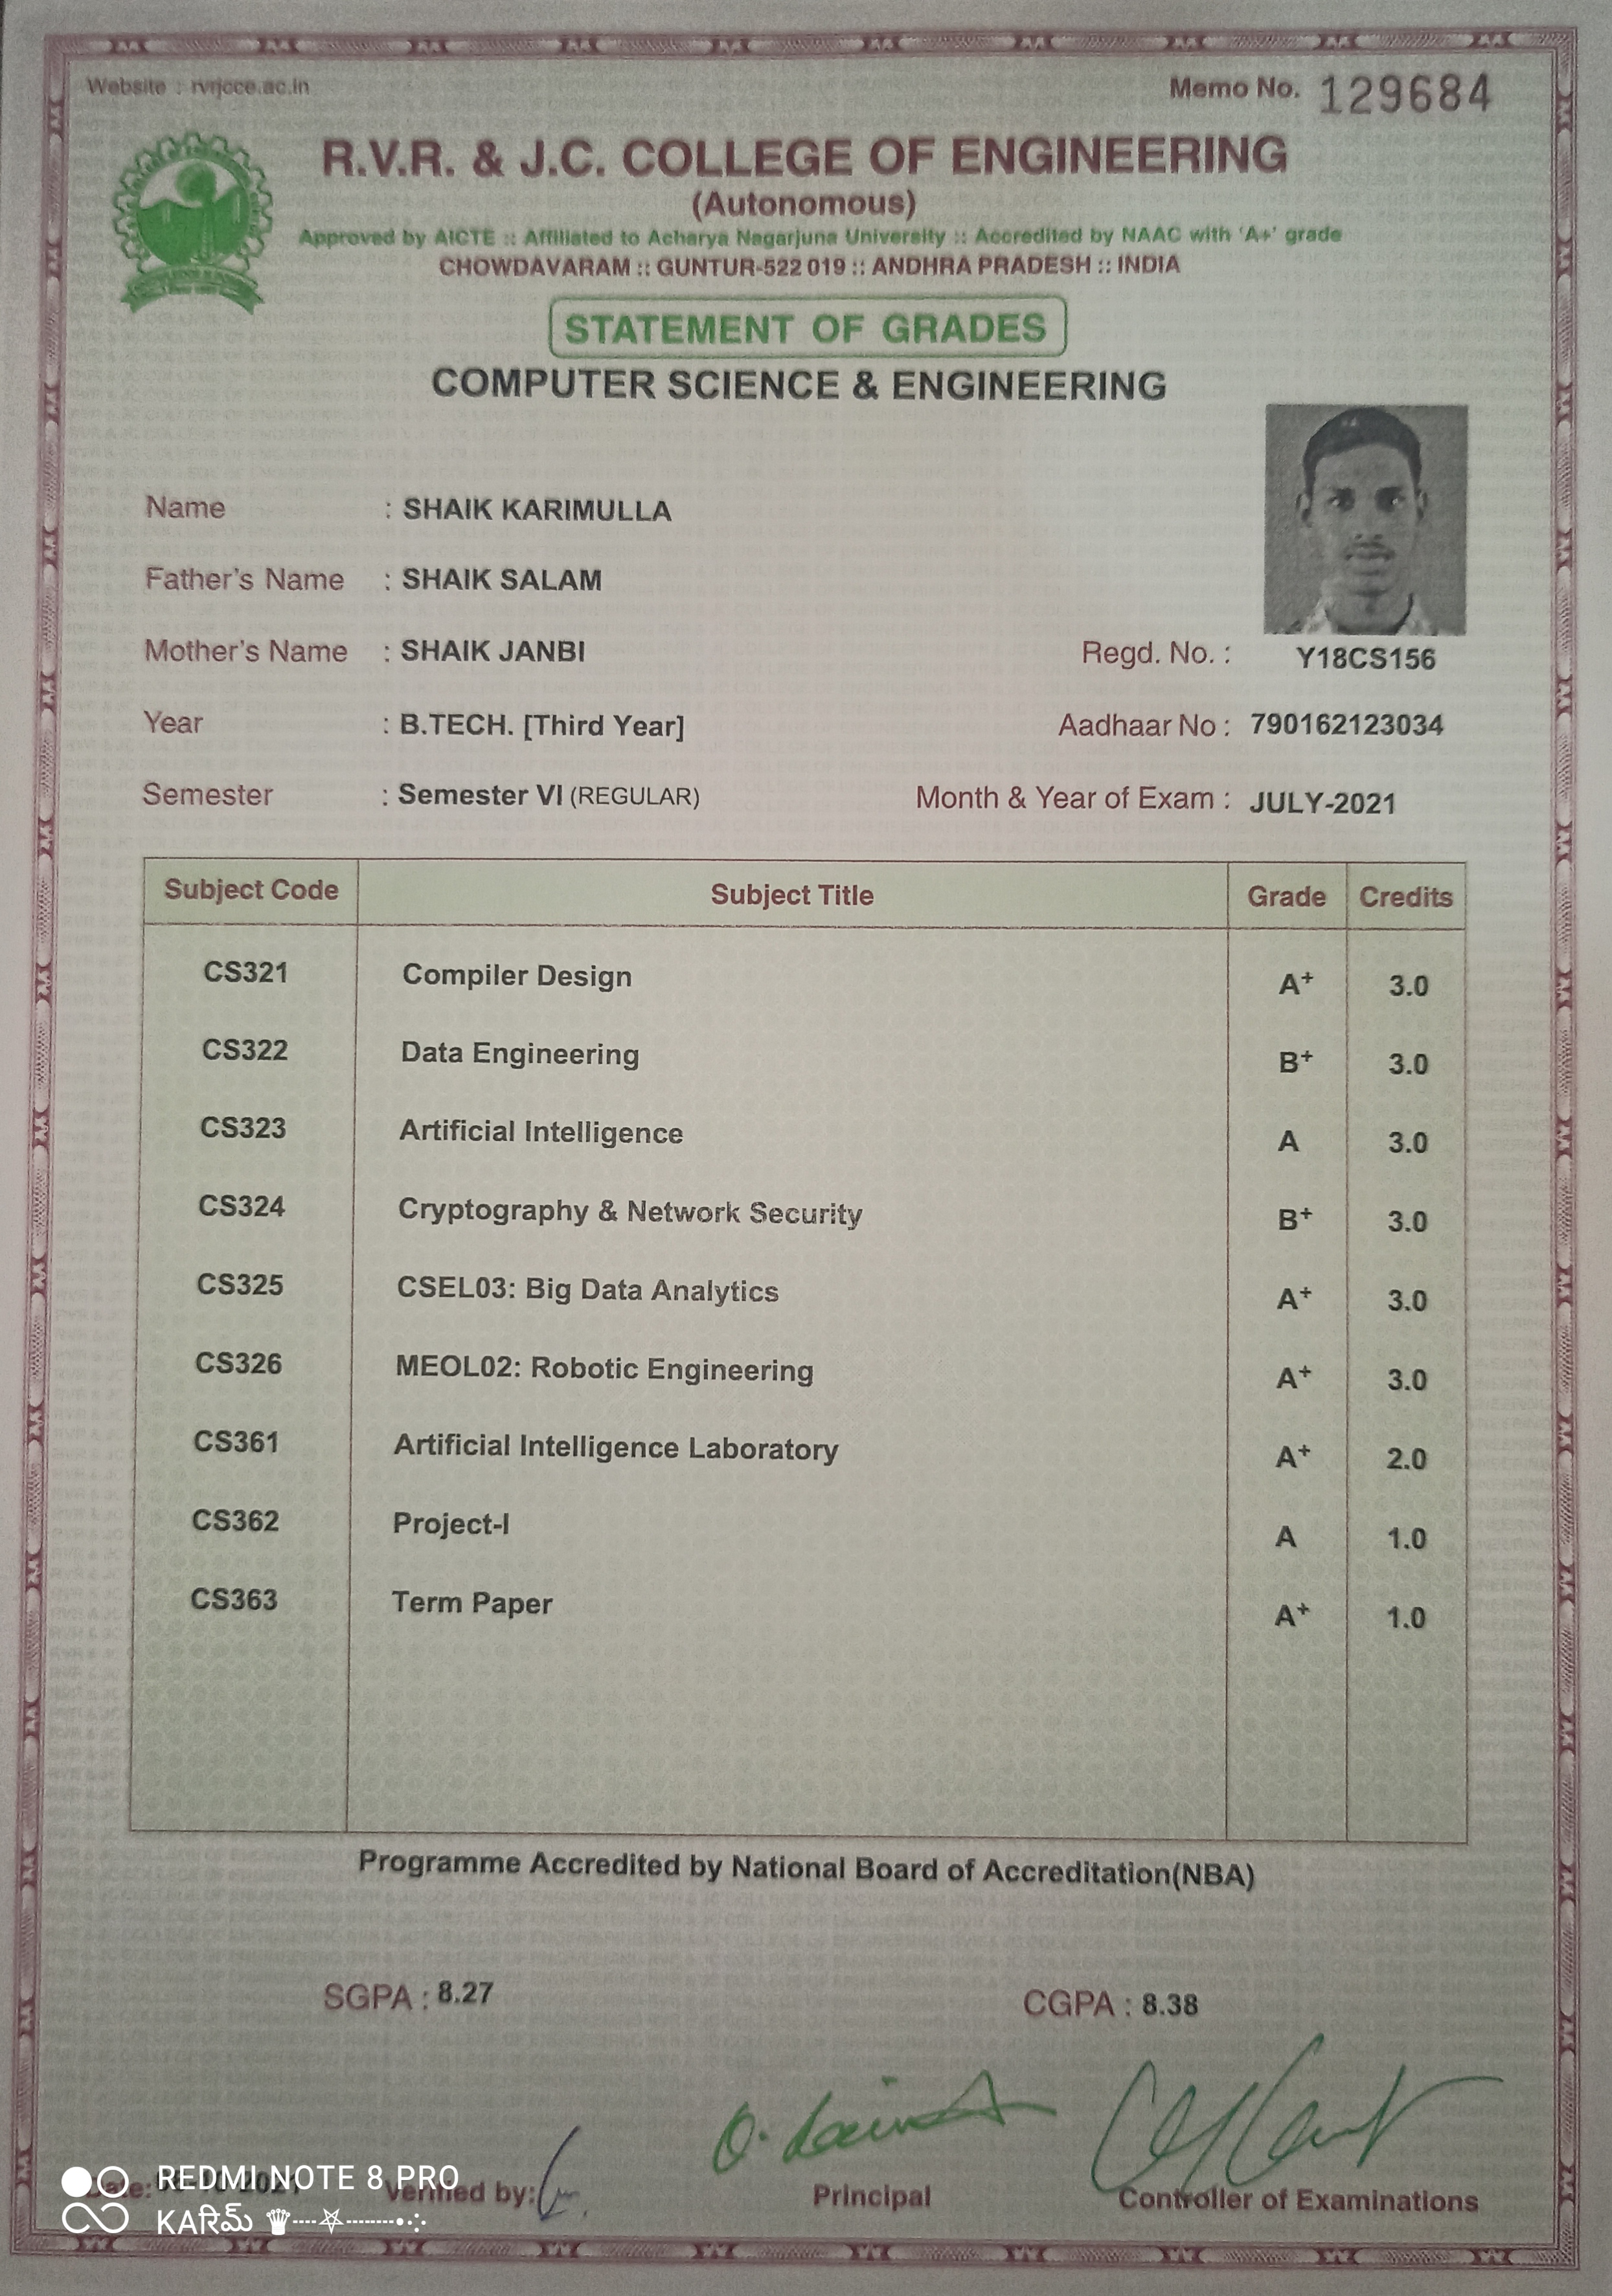 Website : rvrjcce.ac.in
Memo No. 129684
R.V.R. & J.C. COLLEGE OF ENGINEERING
(Autonomous)
Approved by AICTE :: Affiliated to Acharya Nagarjuna University :: Accredited by NAAC with 'A+' grade
CHOWDAVARAM :: GUNTUR-522 019 :: ANDHRA PRADESH :: INDIA
STATEMENT OF GRADES
COMPUTER SCIENCE & ENGINEERING
Name : SHAIK KARIMULLA
Father's Name : SHAIK SALAM
Mother's Name : SHAIK JANBI Regd. No. : Y18CS156
Year : B.TECH. [Third Year] Aadhaar No : 790162123034
Semester : Semester VI (REGULAR) Month & Year of Exam : JULY-2021
Subject Code Subject Title Grade Credits
CS321 Compiler Design A+ 3.0
CS322 Data Engineering B+ 3.0
CS323 Artificial Intelligence A 3.0
CS324 Cryptography & Network Security B+ 3.0
CS325 CSEL03: Big Data Analytics A+ 3.0
CS326 MEOL02: Robotic Engineering A+ 3.0
CS361 Artificial Intelligence Laboratory A+ 2.0
CS362 Project-I A 1.0
CS363 Term Paper A+ 1.0
Programme Accredited by National Board of Accreditation(NBA)
SGPA : 8.27 CGPA : 8.38
Date: Verified by: Principal Controller of Examinations
REDMI NOTE 8 PRO